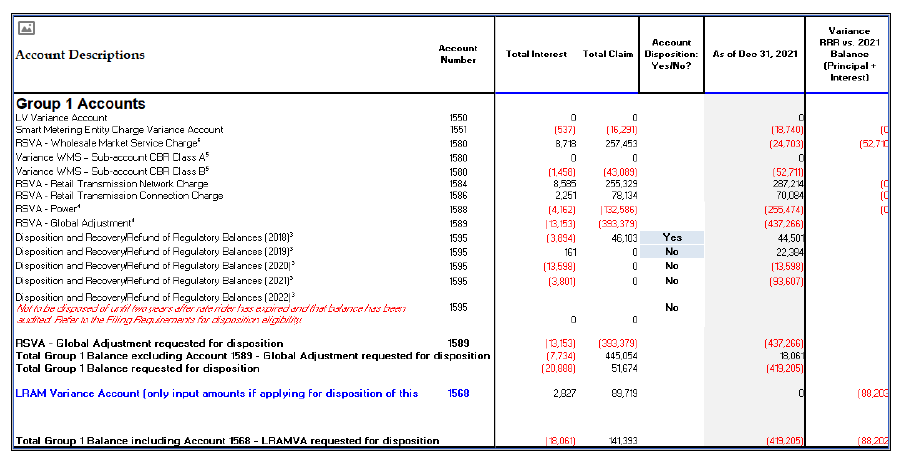 Account Descriptions Account Number Total Interest Total Claim Account Disposition: Yes/No? As of Dec 31, 2021 Variance RRR vs. 2021 Balance (Principal + Interest)
Group 1 Accounts
LV Variance Account 1550 0 0 0
Smart Metering Entity Charge Variance Account 1551 (537) (16,291) (18,740) (0
RSVA - Wholesale Market Service Charge⁵ 1580 8,718 257,453 (24,703) (52,710
Variance WMS – Sub-account CBR Class A⁵ 1580 0 0 0
Variance WMS – Sub-account CBR Class B⁵ 1580 (1,458) (43,089) (52,711)
RSVA - Retail Transmission Network Charge 1584 8,585 255,329 287,214 (0
RSVA - Retail Transmission Connection Charge 1586 2,251 78,134 70,084 (0
RSVA - Power⁴ 1588 (4,162) (132,586) (255,474) (0
RSVA - Global Adjustment⁴ 1589 (13,153) (393,379) (437,266)
Disposition and Recovery/Refund of Regulatory Balances (2018)³ 1595 (3,894) 46,103 Yes 44,501
Disposition and Recovery/Refund of Regulatory Balances (2019)³ 1595 161 0 No 22,384
Disposition and Recovery/Refund of Regulatory Balances (2020)³ 1595 (13,598) 0 No (13,598)
Disposition and Recovery/Refund of Regulatory Balances (2021)³ 1595 (3,801) 0 No (93,607)
Disposition and Recovery/Refund of Regulatory Balances (2022)³
Not to be disposed of until two years after rate rider has expired and that balance has been 1595 No
audited. Refer to the Filing Requirements for disposition eligibility. 0 0
RSVA - Global Adjustment requested for disposition 1589 (13,153) (393,379) (437,266)
Total Group 1 Balance excluding Account 1589 - Global Adjustment requested for disposition (7,734) 445,054 18,061
Total Group 1 Balance requested for disposition (20,888) 51,674 (419,205)
LRAM Variance Account (only input amounts if applying for disposition of this 1568 2,827 89,719 0 (88,203
Total Group 1 Balance including Account 1568 - LRAMVA requested for disposition (18,061) 141,393 (419,205) (88,202